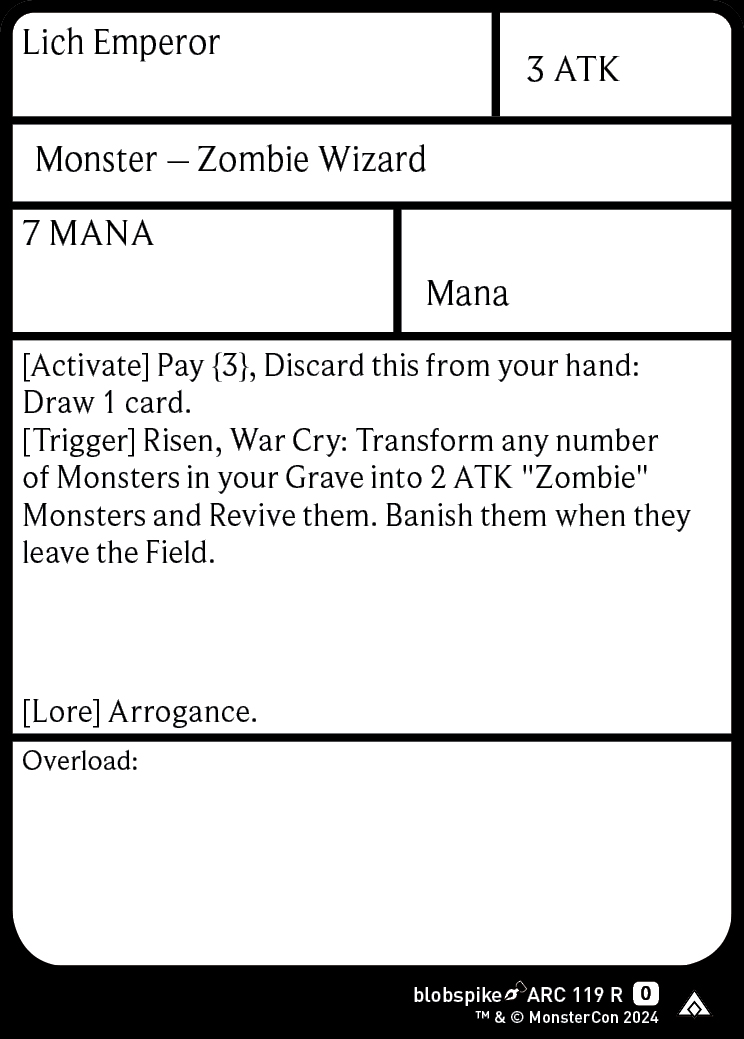 Lich Emperor
3 ATK
Monster – Zombie Wizard
7 MANA
Mana
[Activate] Pay {3}, Discard this from your hand:
Draw 1 card.
[Trigger] Risen, War Cry: Transform any number
of Monsters in your Grave into 2 ATK "Zombie"
Monsters and Revive them. Banish them when they
leave the Field.
[Lore] Arrogance.
Overload:
blobspike ARC 119 R 0
™ & © MonsterCon 2024